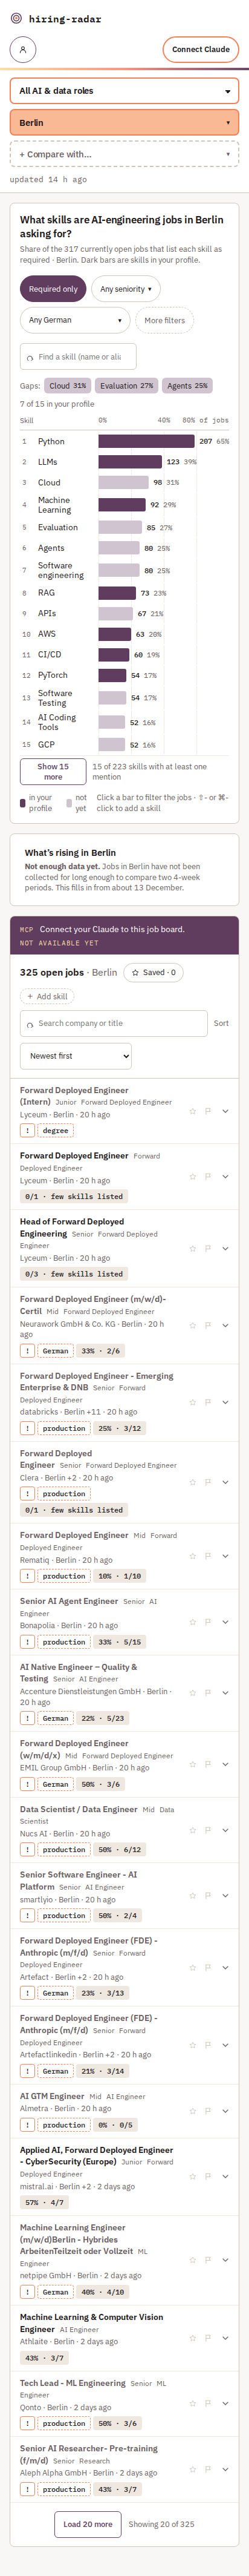 hiring-radar
Connect Claude
All AI & data roles
Berlin
+ Compare with...
updated 14 h ago
What skills are AI-engineering jobs in Berlin
asking for?
Share of the 317 currently open jobs that list each skill as
required · Berlin. Dark bars are skills in your profile.
Required only
Any seniority
Any German
More filters
Find a skill (name or alia
Gaps: Cloud 31% Evaluation 27% Agents 25%
7 of 15 in your profile
Skill 0% 40% 80% of jobs
1 Python 207 65%
2 LLMs 123 39%
3 Cloud 98 31%
4 Machine
Learning 92 29%
5 Evaluation 85 27%
6 Agents 80 25%
7 Software
engineering 80 25%
8 RAG 73 23%
9 APIs 67 21%
10 AWS 63 20%
11 CI/CD 60 19%
12 PyTorch 54 17%
13 Software
Testing 54 17%
14 AI Coding
Tools 52 16%
15 GCP 52 16%
Show 15
more
15 of 223 skills with at least one
mention
in your
profile
not
yet
Click a bar to filter the jobs · ⇧- or ⌘-
click to add a skill
What's rising in Berlin
Not enough data yet. Jobs in Berlin have not been
collected for long enough to compare two 4-week
periods. This fills in from about 13 December.
MCP Connect your Claude to this job board.
NOT AVAILABLE YET
325 open jobs · Berlin
Saved · 0
+ Add skill
Search company or title
Sort
Newest first
Forward Deployed Engineer
(Intern) Junior Forward Deployed Engineer
Lyceum · Berlin · 20 h ago
! degree
Forward Deployed Engineer Forward
Deployed Engineer
Lyceum · Berlin · 20 h ago
0/1 · few skills listed
Head of Forward Deployed
Engineering Senior Forward Deployed
Engineer
Lyceum · Berlin · 20 h ago
0/3 · few skills listed
Forward Deployed Engineer (m/w/d)-
Certil Mid Forward Deployed Engineer
Neurawork GmbH & Co. KG · Berlin · 20 h
ago
! German 33% · 2/6
Forward Deployed Engineer - Emerging
Enterprise & DNB Senior Forward
Deployed Engineer
databricks · Berlin +11 · 20 h ago
! production 25% · 3/12
Forward Deployed
Engineer Senior Forward Deployed Engineer
Clera · Berlin +2 · 20 h ago
! production
0/1 · few skills listed
Forward Deployed Engineer Mid Forward
Deployed Engineer
Rematiq · Berlin · 20 h ago
! production 10% · 1/10
Senior AI Agent Engineer Senior AI
Engineer
Bonapolia · Berlin · 20 h ago
! production 33% · 5/15
AI Native Engineer – Quality &
Testing Senior AI Engineer
Accenture Dienstleistungen GmbH · Berlin ·
20 h ago
! German 22% · 5/23
Forward Deployed Engineer
(w/m/d/x) Mid Forward Deployed Engineer
EMIL Group GmbH · Berlin · 20 h ago
! German 50% · 3/6
Data Scientist / Data Engineer Mid Data
Scientist
Nucs AI · Berlin · 20 h ago
! production 50% · 6/12
Senior Software Engineer - AI
Platform Senior AI Engineer
smartlyio · Berlin · 20 h ago
! production 50% · 2/4
Forward Deployed Engineer (FDE) -
Anthropic (m/f/d) Senior Forward
Deployed Engineer
Artefact · Berlin +2 · 20 h ago
! German 23% · 3/13
Forward Deployed Engineer (FDE) -
Anthropic (m/f/d) Senior Forward
Deployed Engineer
Artefactlinkedin · Berlin +2 · 20 h ago
! German 21% · 3/14
AI GTM Engineer Mid AI Engineer
Almetra · Berlin · 20 h ago
! production 0% · 0/5
Applied AI, Forward Deployed Engineer
- CyberSecurity (Europe) Junior Forward
Deployed Engineer
mistral.ai · Berlin +2 · 2 days ago
57% · 4/7
Machine Learning Engineer
(m/w/d)Berlin - Hybrides
ArbeitenTeilzeit oder Vollzeit ML
Engineer
netpipe GmbH · Berlin · 2 days ago
! German 40% · 4/10
Machine Learning & Computer Vision
Engineer AI Engineer
Athlaite · Berlin · 2 days ago
43% · 3/7
Tech Lead - ML Engineering Senior ML
Engineer
Qonto · Berlin · 2 days ago
! production 50% · 3/6
Senior AI Researcher- Pre-training
(f/m/d) Senior Research
Aleph Alpha GmbH · Berlin · 2 days ago
! production 43% · 3/7
Load 20 more
Showing 20 of 325